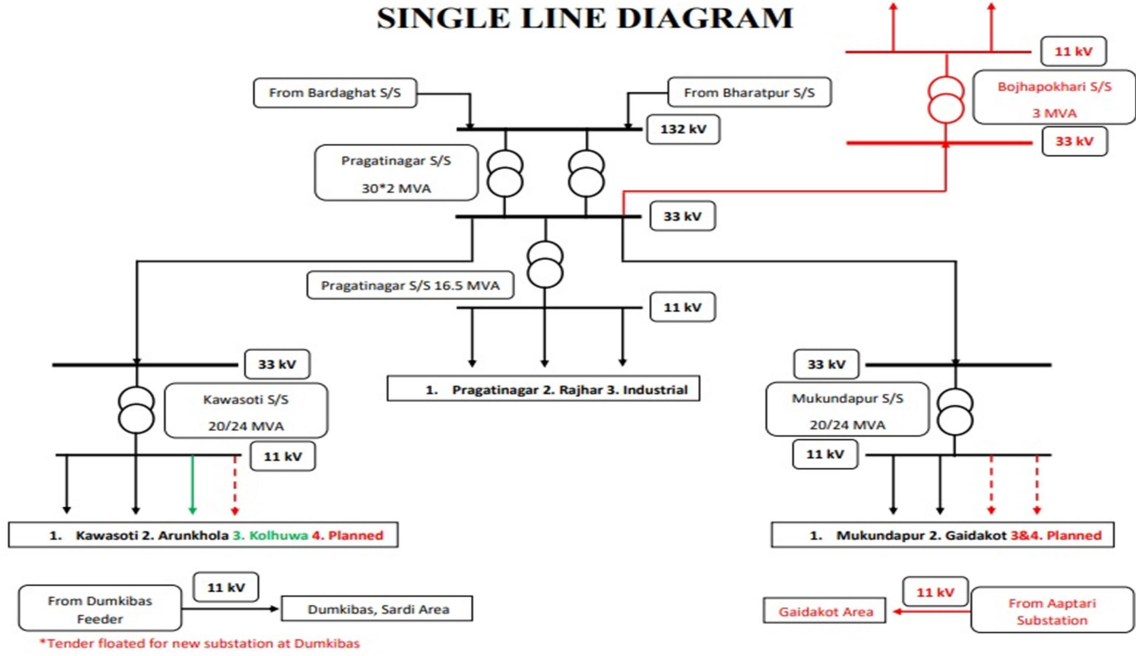 SINGLE LINE DIAGRAM
11 kV
Bojhapokhari S/S
3 MVA
From Bardaghat S/S
From Bharatpur S/S
132 kV
33 kV
Pragatinagar S/S
30*2 MVA
33 kV
Pragatinagar S/S 16.5 MVA
11 kV
33 kV
33 kV
1. Pragatinagar 2. Rajhar 3. Industrial
Kawasoti S/S
20/24 MVA
Mukundapur S/S
20/24 MVA
11 kV
11 kV
1. Kawasoti 2. Arunkhola 3. Kolhuwa 4. Planned
1. Mukundapur 2. Gaidakot 3&4. Planned
From Dumkibas
Feeder
11 kV
Dumkibas, Sardi Area
Gaidakot Area
11 kV
From Aaptari
Substation
*Tender floated for new substation at Dumkibas